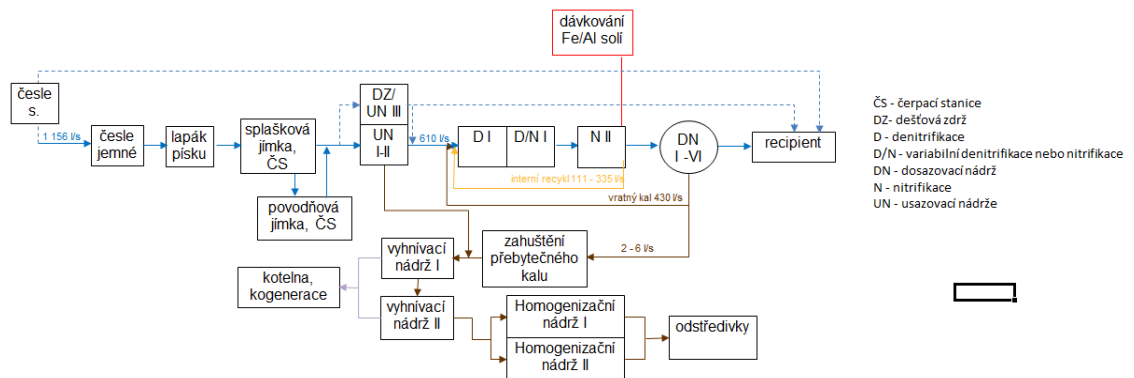 dávkování
Fe/Al solí
česle
s.
1 156 l/s
česle
jemné
lapák
písku
splašková
jímka,
ČS
povodňová
jímka, ČS
DZ/
UN III
UN
I-II
610 l/s
D I
D/N I
N II
DN
I -VI
recipient
interní recykl 111 - 335 l/s
vratný kal 430 l/s
2 - 6 l/s
zahuštění
přebytečného
kalu
vyhnívací
nádrž I
kotelna,
kogenerace
vyhnívací
nádrž II
Homogenizační
nádrž I
Homogenizační
nádrž II
odstředivky
ČS - čerpací stanice
DZ- dešťová zdrž
D - denitrifikace
D/N - variabilní denitrifikace nebo nitrifikace
DN - dosazovací nádrž
N - nitrifikace
UN - usazovací nádrže